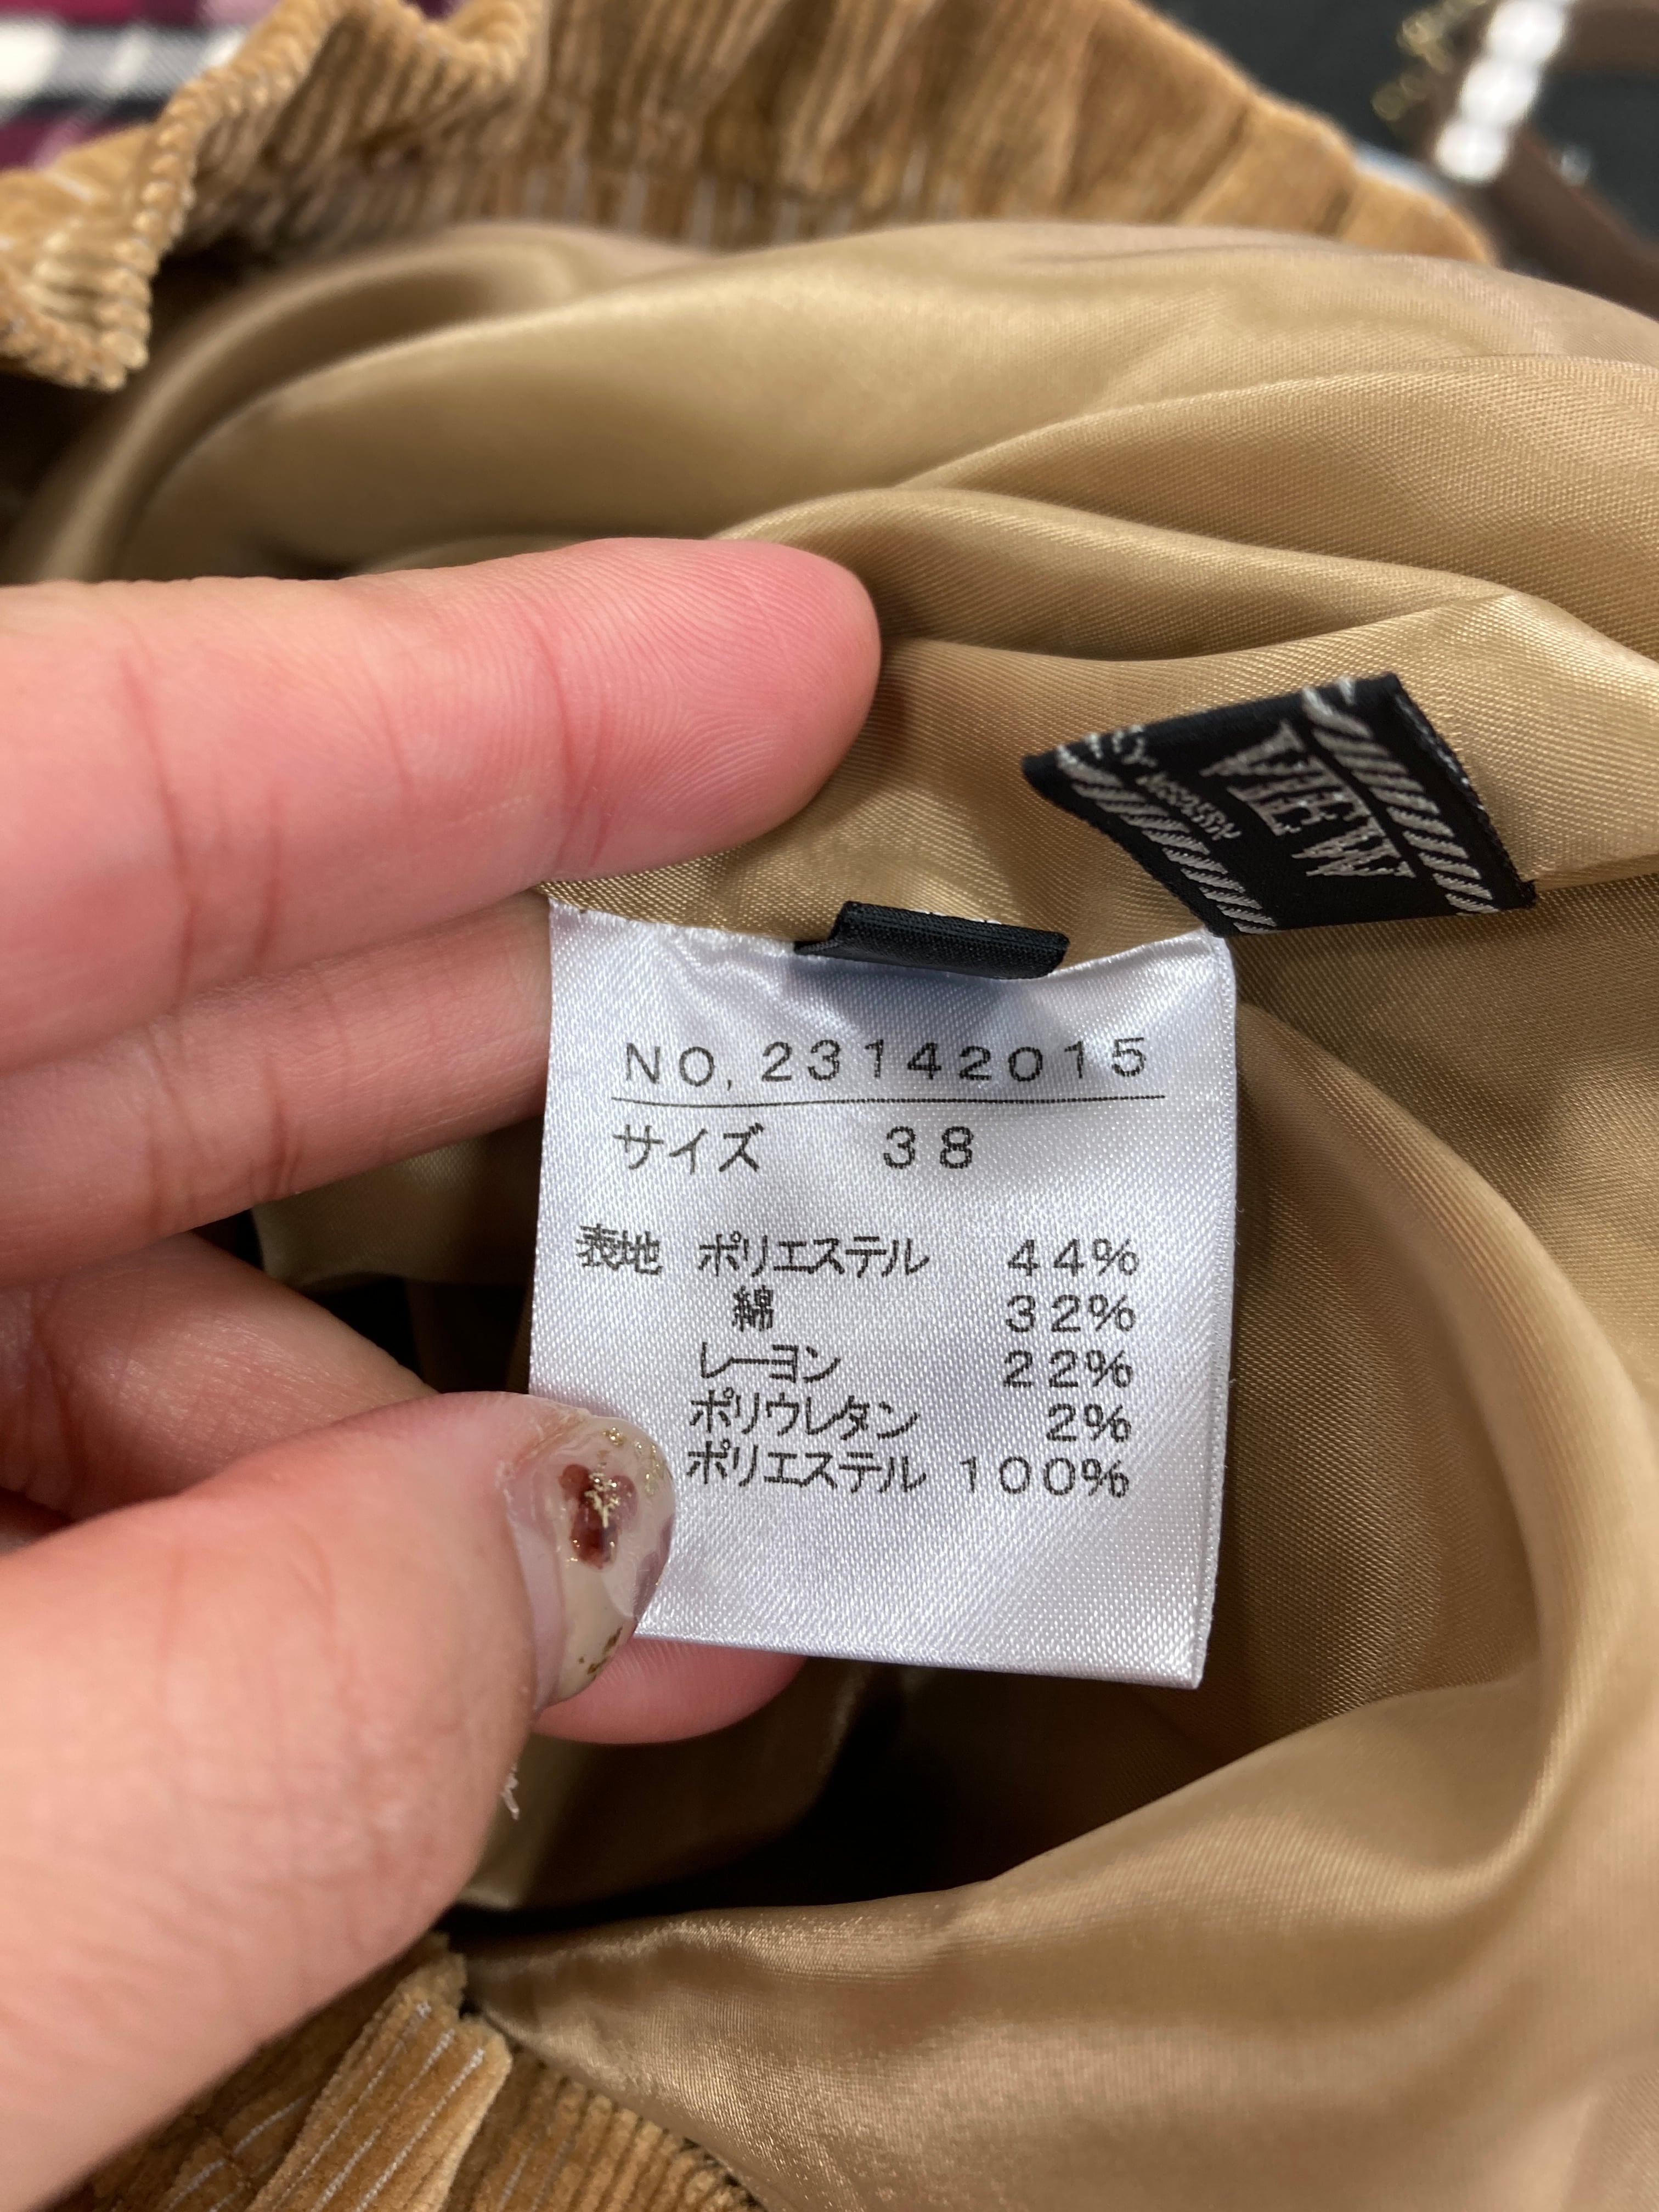 VIEW
NO. 23142015
サイズ 38
表地 ポリエステル 44%
綿 32%
レーヨン 22%
ポリウレタン 2%
ポリエステル 100%